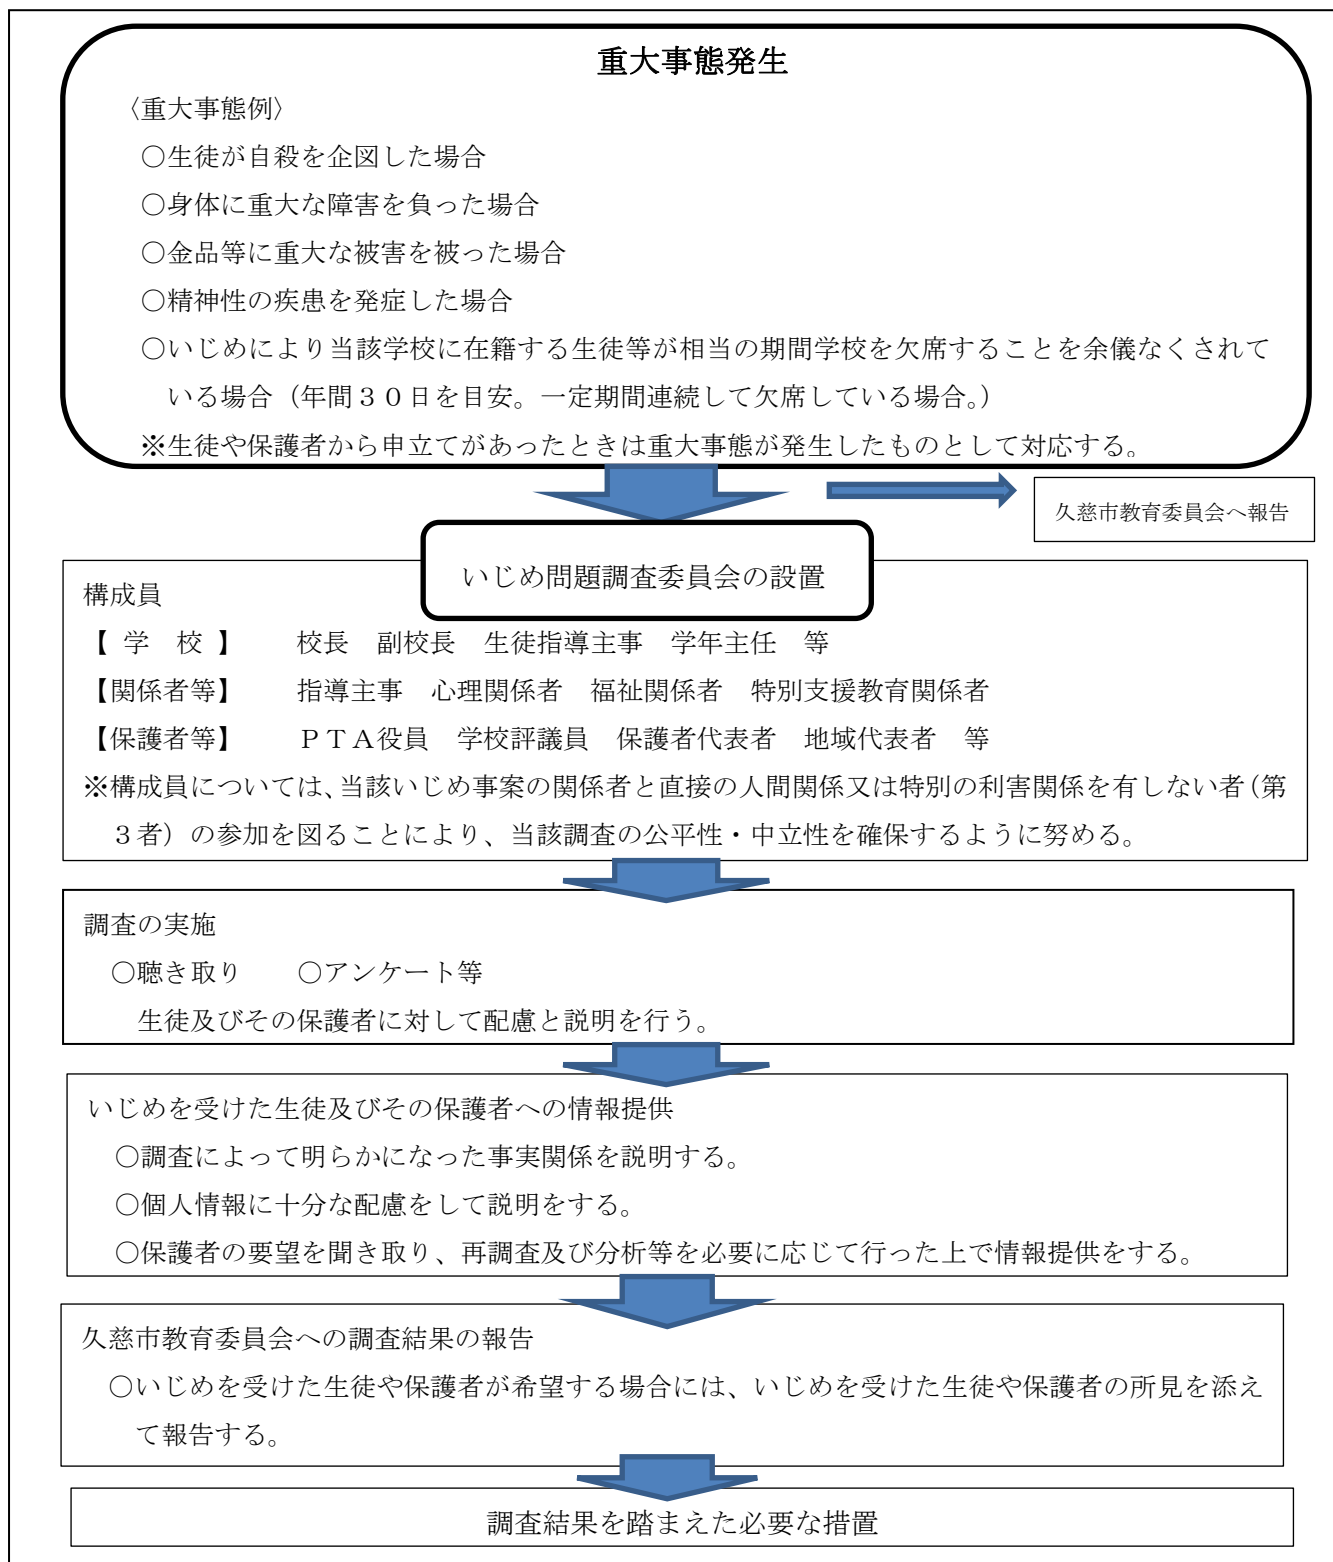 重大事態発生
〈重大事態例〉
○生徒が自殺を企図した場合
○身体に重大な障害を負った場合
○金品等に重大な被害を被った場合
○精神性の疾患を発症した場合
○いじめにより当該学校に在籍する生徒等が相当の期間学校を欠席することを余儀なくされて
いる場合（年間３０日を目安。一定期間連続して欠席している場合。）
※生徒や保護者から申立てがあったときは重大事態が発生したものとして対応する。
久慈市教育委員会へ報告
いじめ問題調査委員会の設置
構成員
【 学　校 】　　校長　副校長　生徒指導主事　学年主任　等
【関係者等】　　指導主事　心理関係者　福祉関係者　特別支援教育関係者
【保護者等】　　ＰＴＡ役員　学校評議員　保護者代表者　地域代表者　等
※構成員については、当該いじめ事案の関係者と直接の人間関係又は特別の利害関係を有しない者（第
３者）の参加を図ることにより、当該調査の公平性・中立性を確保するように努める。
調査の実施
○聴き取り　　○アンケート等
生徒及びその保護者に対して配慮と説明を行う。
いじめを受けた生徒及びその保護者への情報提供
○調査によって明らかになった事実関係を説明する。
○個人情報に十分な配慮をして説明をする。
○保護者の要望を聞き取り、再調査及び分析等を必要に応じて行った上で情報提供をする。
久慈市教育委員会への調査結果の報告
○いじめを受けた生徒や保護者が希望する場合には、いじめを受けた生徒や保護者の所見を添え
て報告する。
調査結果を踏まえた必要な措置